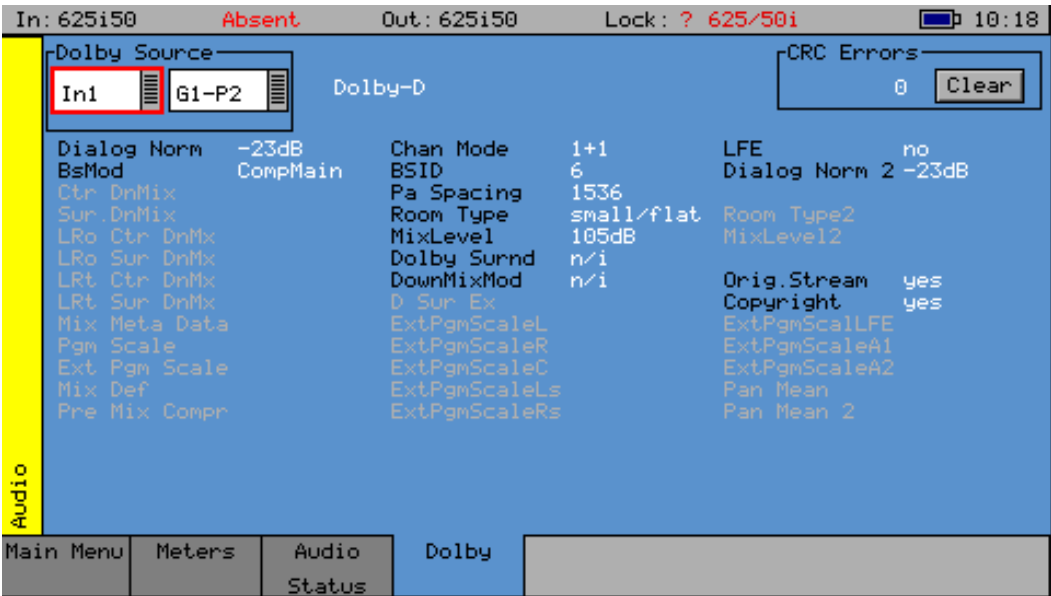 In: 625i50 Absent Out: 625i50 Lock: ? 625/50i 10:18
Dolby Source CRC Errors
In1 G1-P2 Dolby-D 0 Clear
Dialog Norm -23dB Chan Mode 1+1 LFE no
BsMod CompMain BSID 6 Dialog Norm 2 -23dB
Ctr DnMix Pa Spacing 1536
Sur.DnMix Room Type small/flat Room Type2
LRo Ctr DnMx MixLevel 105dB MixLevel2
LRo Sur DnMx Dolby Surnd n/i
LRt Ctr DnMx DownMixMod n/i Orig.Stream yes
LRt Sur DnMx D Sur Ex Copyright yes
Mix Meta Data ExtPgmScaleL ExtPgmScalLFE
Pgm Scale ExtPgmScaleR ExtPgmScaleA1
Ext Pgm Scale ExtPgmScaleC ExtPgmScaleA2
Mix Def ExtPgmScaleLs Pan Mean
Pre Mix Compr ExtPgmScaleRs Pan Mean 2
Audio
Main Menu Meters Audio Dolby
Status